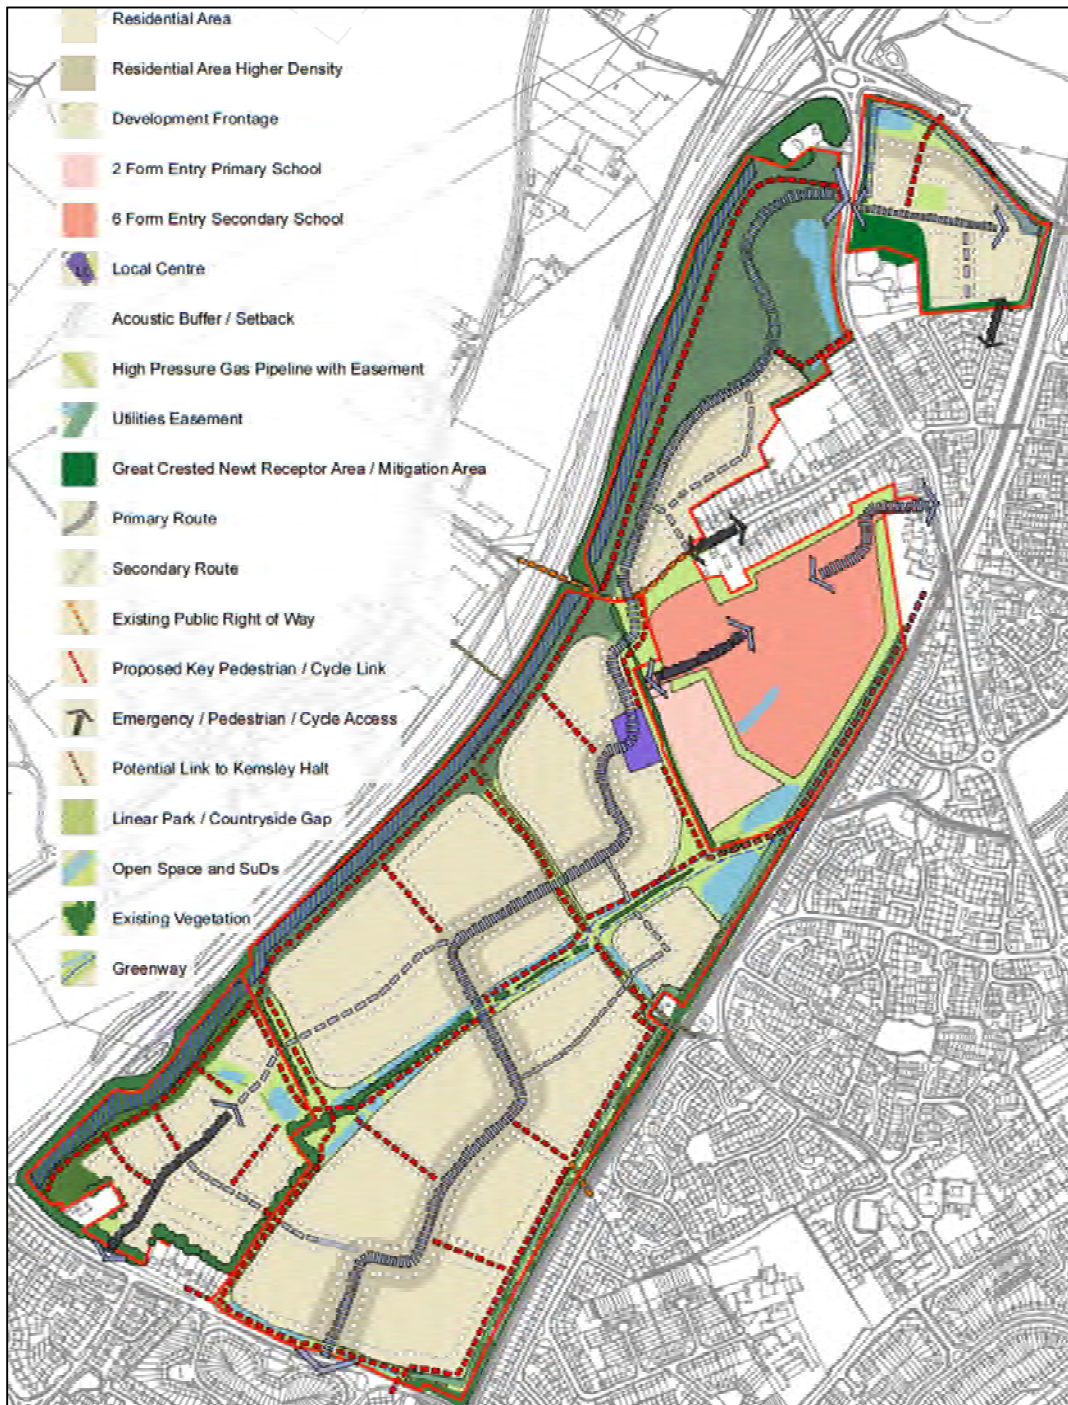 Residential Area
Residential Area Higher Density
Development Frontage
2 Form Entry Primary School
6 Form Entry Secondary School
Local Centre
Acoustic Buffer / Setback
High Pressure Gas Pipeline with Easement
Utilities Easement
Great Crested Newt Receptor Area / Mitigation Area
Primary Route
Secondary Route
Existing Public Right of Way
Proposed Key Pedestrian / Cycle Link
Emergency / Pedestrian / Cycle Access
Potential Link to Kemsley Halt
Linear Park / Countryside Gap
Open Space and SuDs
Existing Vegetation
Greenway